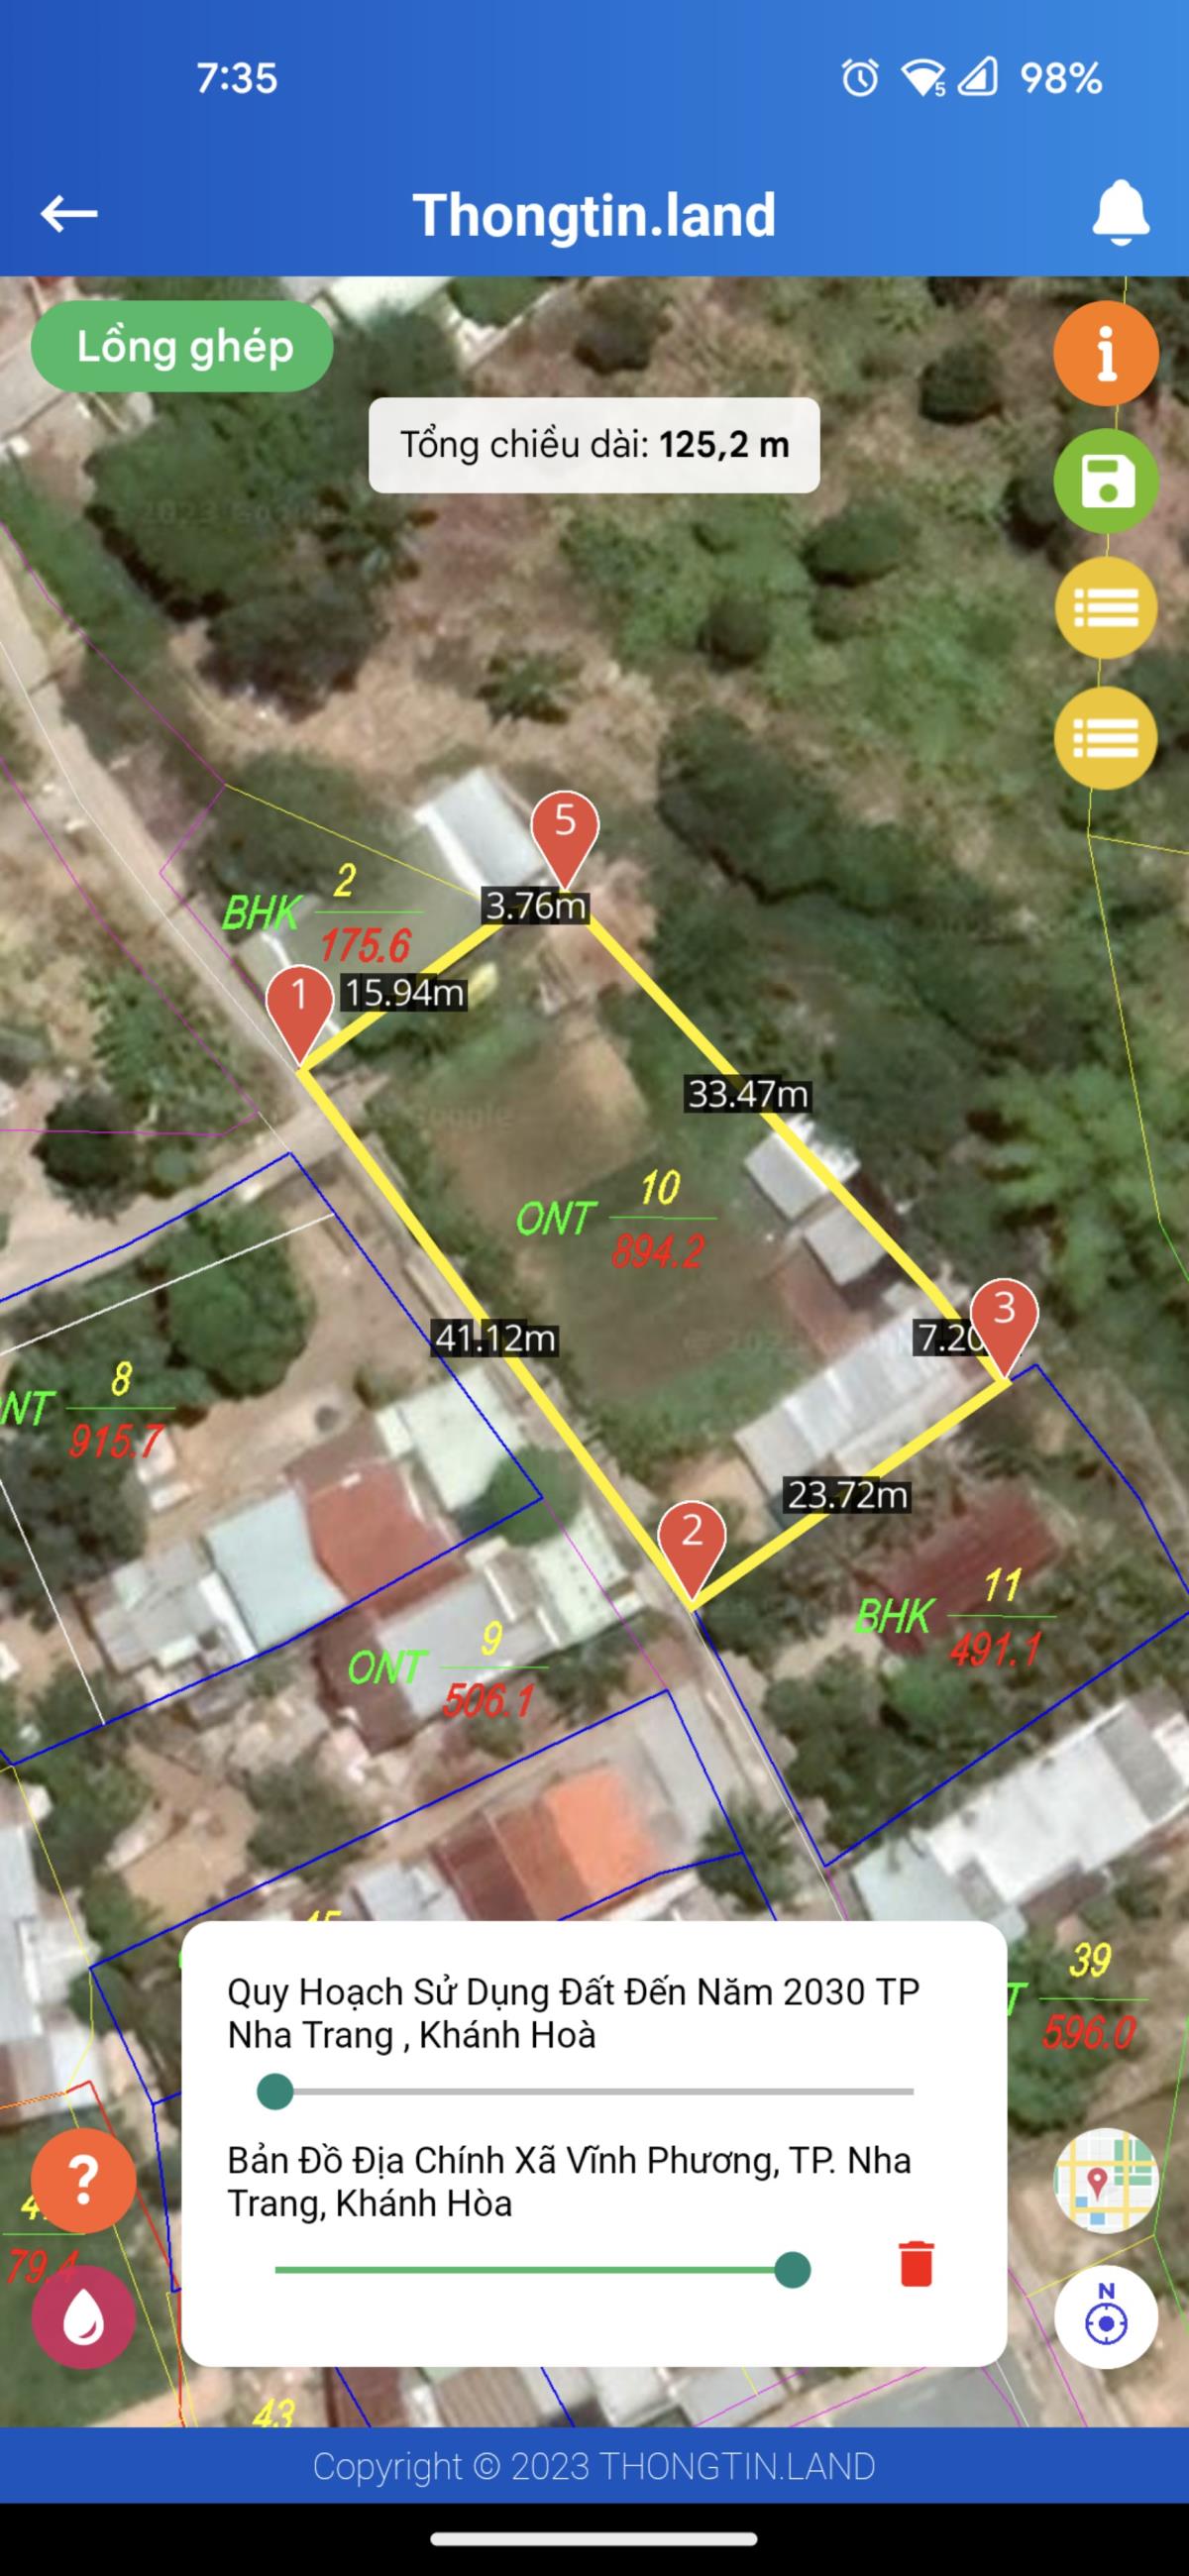 7:35
5
98%
Thongtin.land
Lồng ghép
Tổng chiều dài: 125,2 m
5
3.76m
2
BHK
175.6
1
15.94m
33.47m
10
ONT
894.2
3
41.12m
7.20
8
NT
915.7
23.72m
2
11
BHK
491.1
9
ONT
506.1
Quy Hoạch Sử Dụng Đất Đến Năm 2030 TP
Nha Trang , Khánh Hoà
39
T
596.0
Bản Đồ Địa Chính Xã Vĩnh Phương, TP. Nha
Trang, Khánh Hòa
?
4
79.4
N
43
Copyright © 2023 THONGTIN.LAND